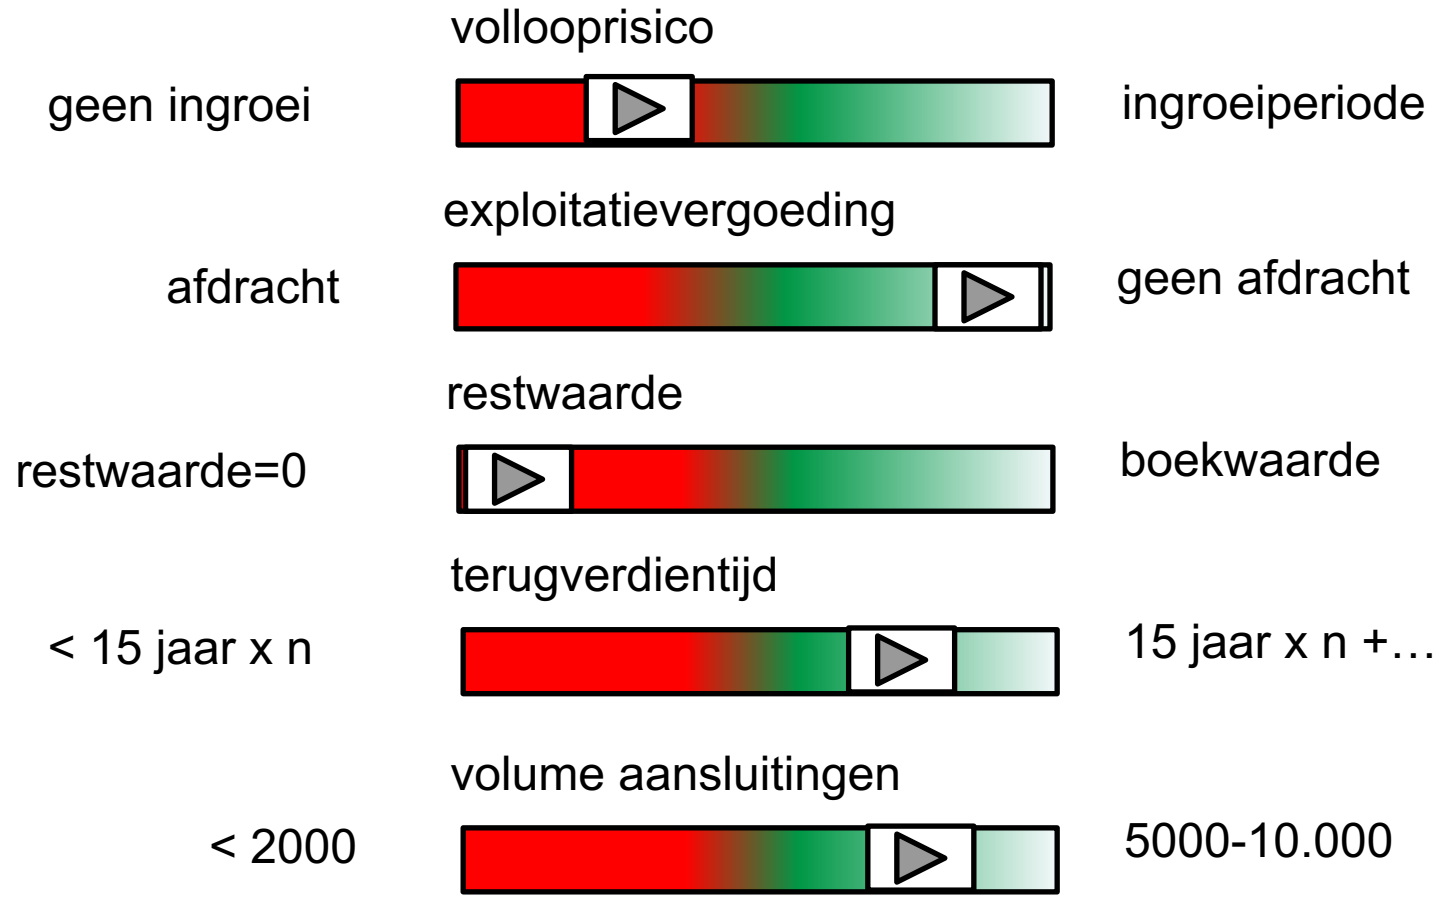 vollooprisico
geen ingroei
ingroeiperiode
exploitatievergoeding
afdracht
geen afdracht
restwaarde
restwaarde=0
boekwaarde
terugverdientijd
< 15 jaar x n
15 jaar x n +…
volume aansluitingen
< 2000
5000-10.000